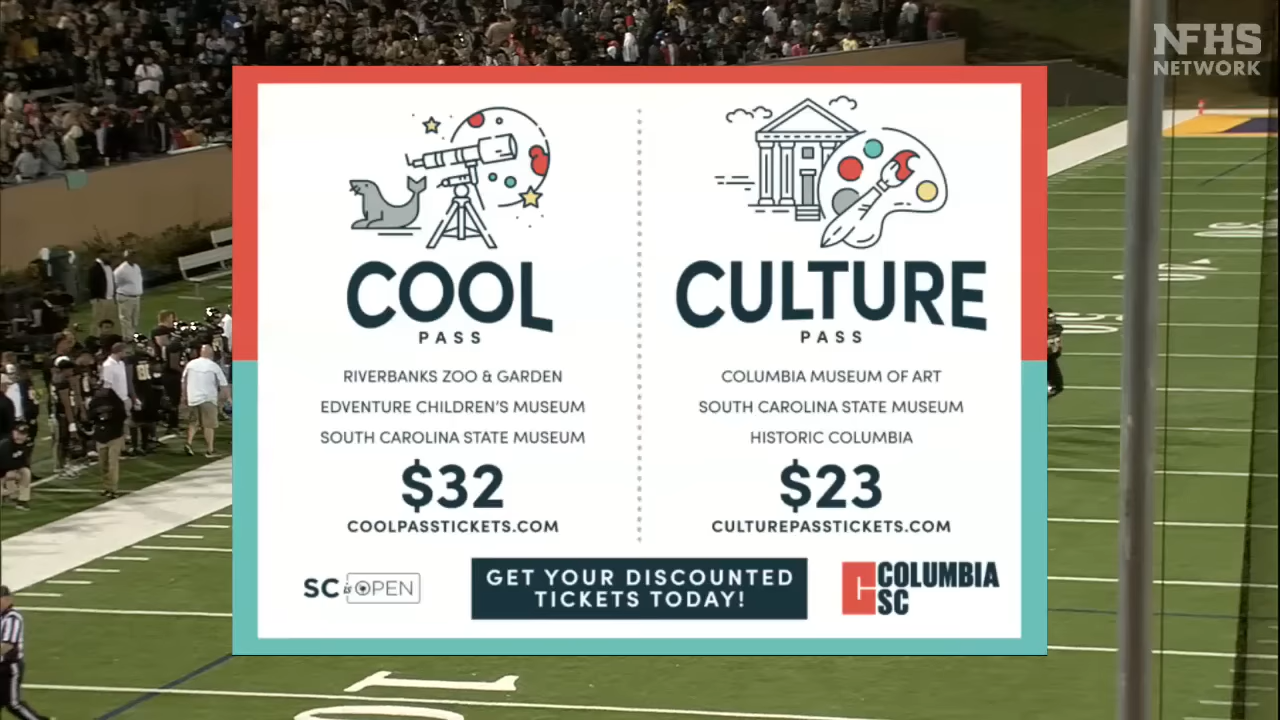 NFHS
NETWORK
COOL
PASS
RIVERBANKS ZOO & GARDEN
EDVENTURE CHILDREN'S MUSEUM
SOUTH CAROLINA STATE MUSEUM
$32
COOLPASSTICKETS.COM
CULTURE
PASS
COLUMBIA MUSEUM OF ART
SOUTH CAROLINA STATE MUSEUM
HISTORIC COLUMBIA
$23
CULTUREPASSTICKETS.COM
SC is OPEN
GET YOUR DISCOUNTED
TICKETS TODAY!
COLUMBIA
SC
10